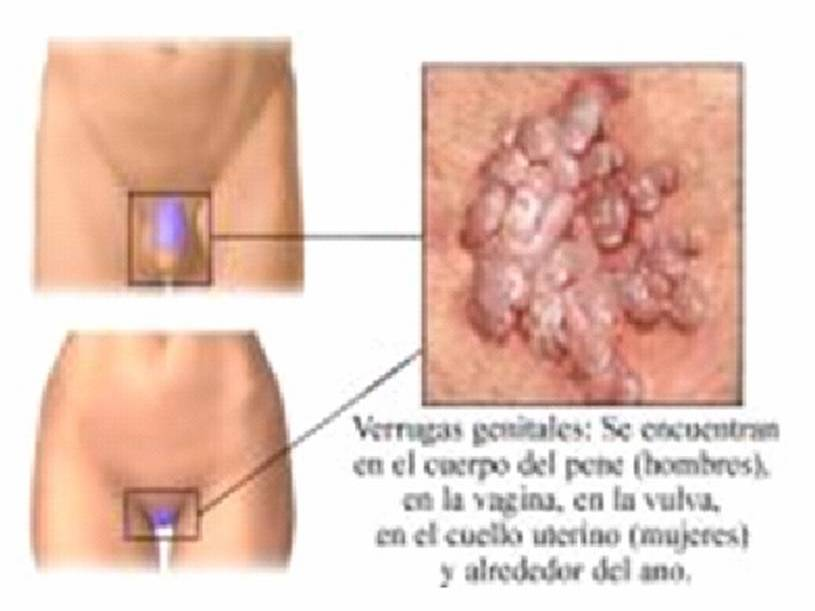 Verrugas genitales: Se encuentran
en el cuerpo del pene (hombres),
en la vagina, en la vulva,
en el cuello uterino (mujeres)
y alrededor del ano.